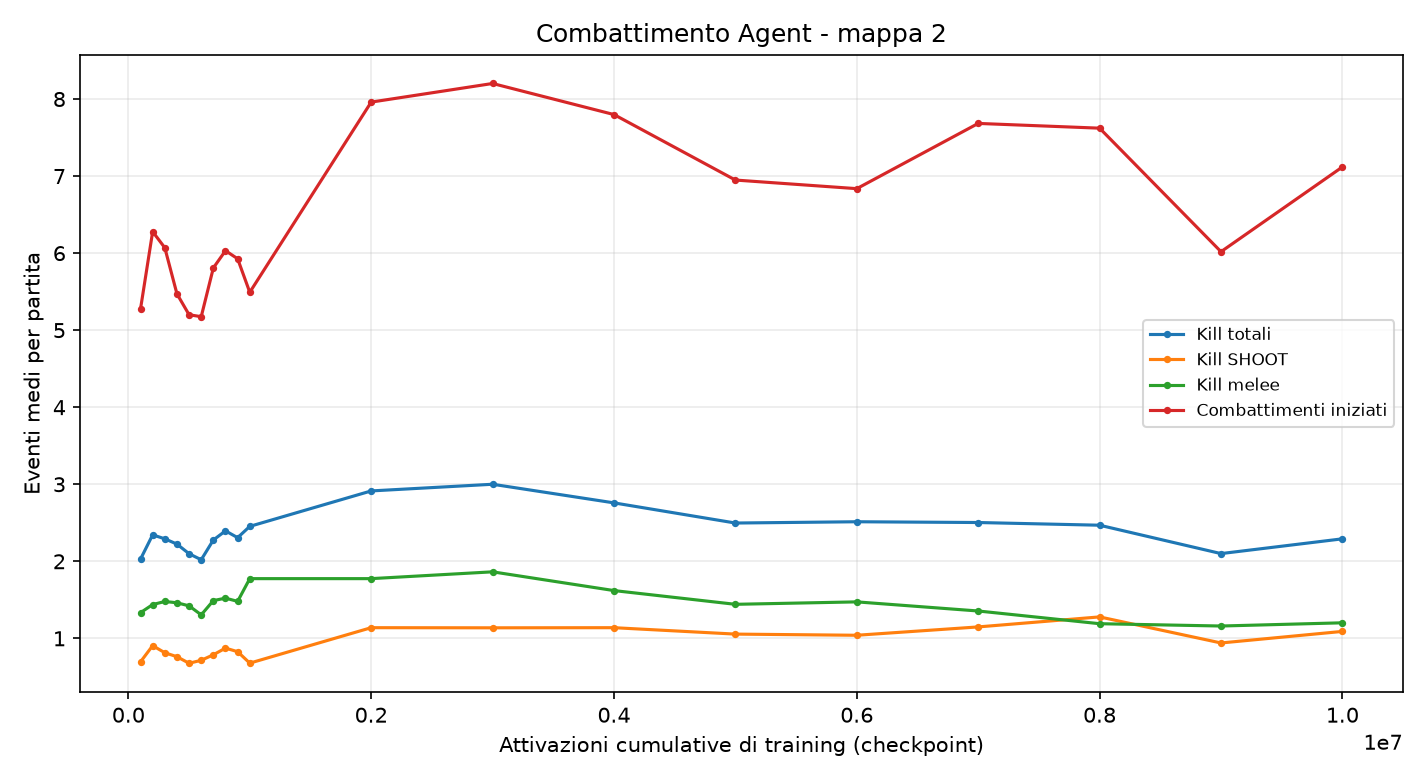 Combattimento Agent - mappa 2
Eventi medi per partita
8
7
6
5
4
3
2
1
Kill totali
Kill SHOOT
Kill melee
Combattimenti iniziati
0.0 0.2 0.4 0.6 0.8 1.0
1e7
Attivazioni cumulative di training (checkpoint)